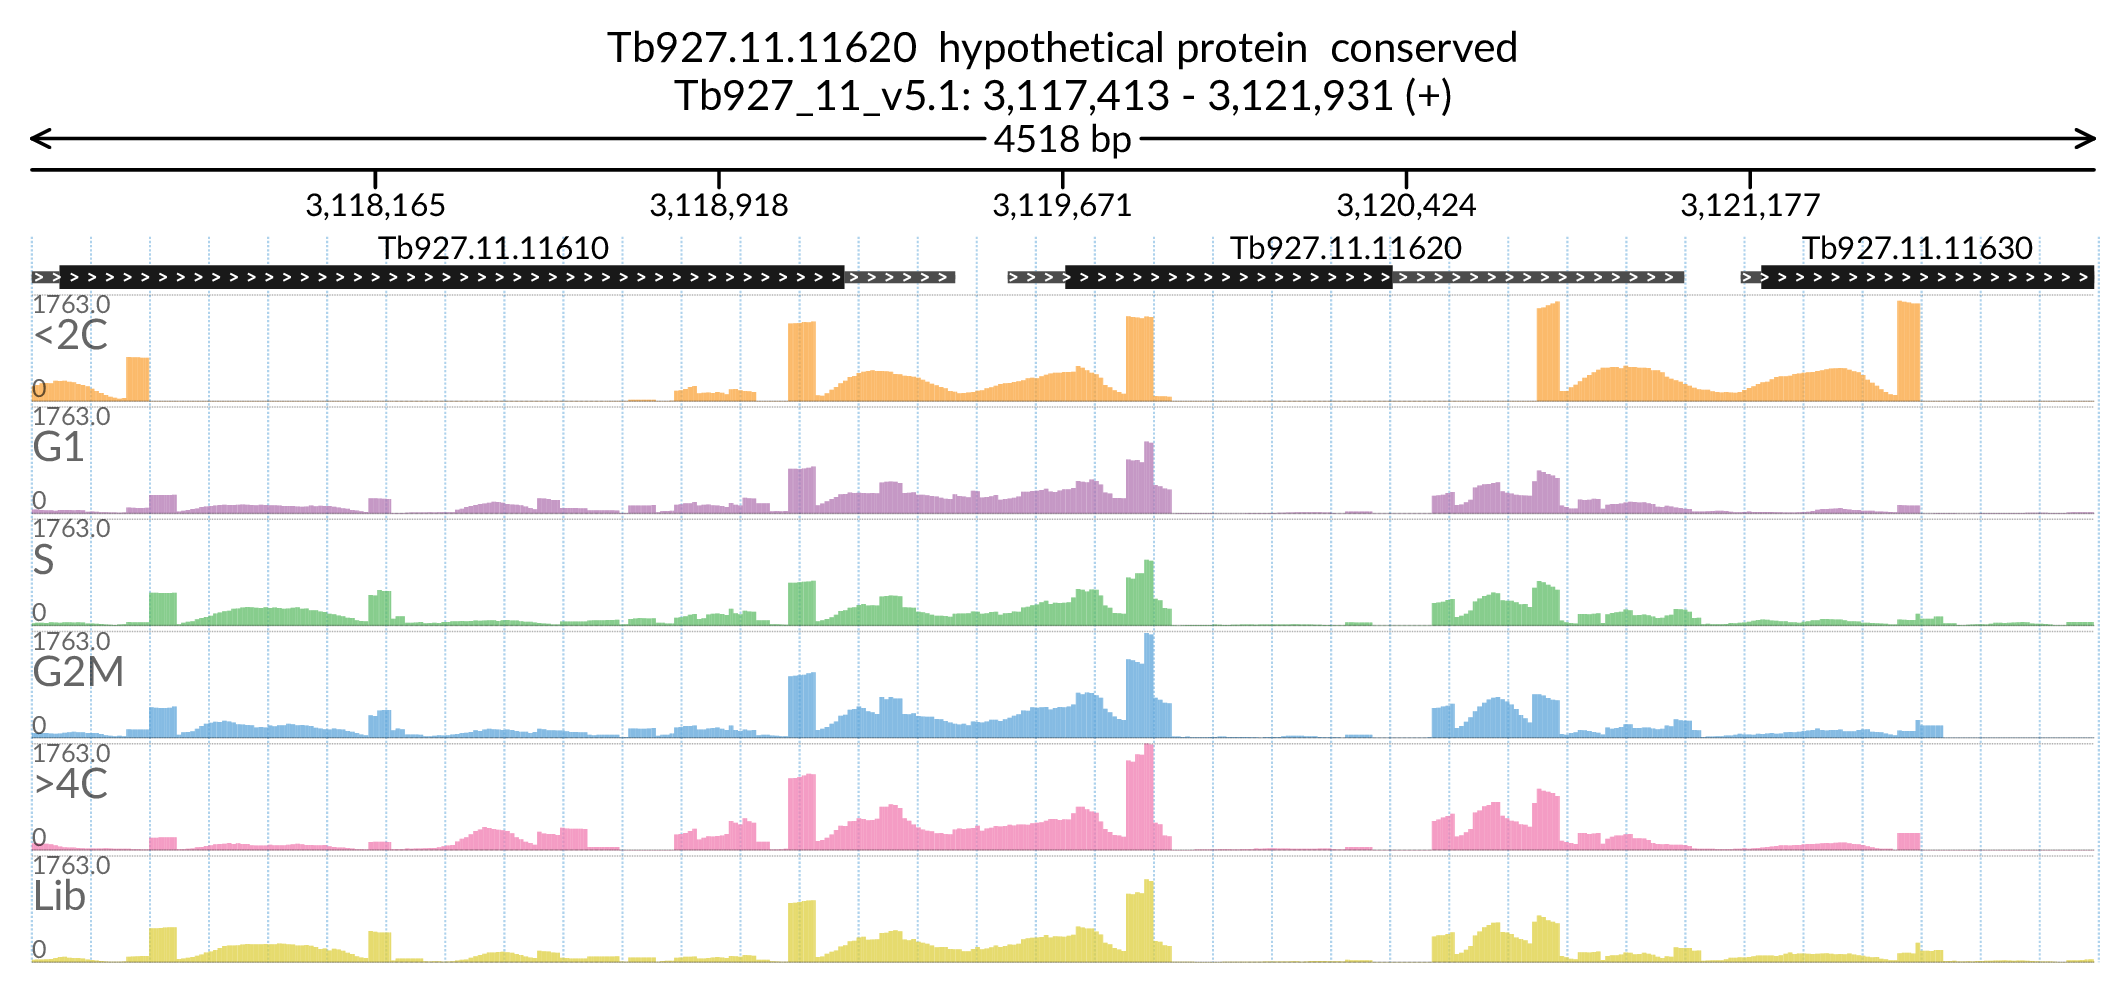 Tb927.11.11620 hypothetical protein conserved
Tb927_11_v5.1: 3,117,413 - 3,121,931 (+)
4518 bp
3,118,165 3,118,918 3,119,671 3,120,424 3,121,177
Tb927.11.11610 Tb927.11.11620 Tb927.11.11630
1763.0
<2C
0
1763.0
G1
0
1763.0
S
0
1763.0
G2M
0
1763.0
>4C
0
1763.0
Lib
0